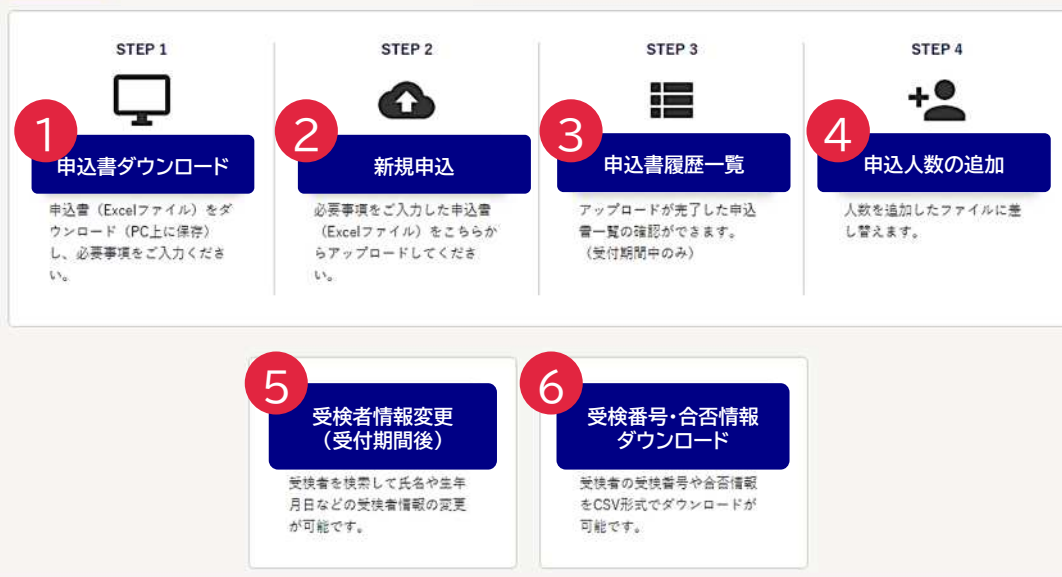 STEP 1
1
申込書ダウンロード
申込書（Excelファイル）をダ
ウンロード（PC上に保存）
し、必要事項をご入力くださ
い。
STEP 2
2
新規申込
必要事項をご入力した申込書
（Excelファイル）をこちらか
らアップロードしてくださ
い。
STEP 3
3
申込書履歴一覧
アップロードが完了した申込
書一覧の確認ができます。
（受付期間中のみ）
STEP 4
4
申込人数の追加
人数を追加したファイルに差
し替えます。
5
受検者情報変更
（受付期間後）
受検者を検索して氏名や生年
月日などの受検者情報の変更
が可能です。
6
受検番号・合否情報
ダウンロード
受検者の受検番号や合否情報
をCSV形式でダウンロードが
可能です。